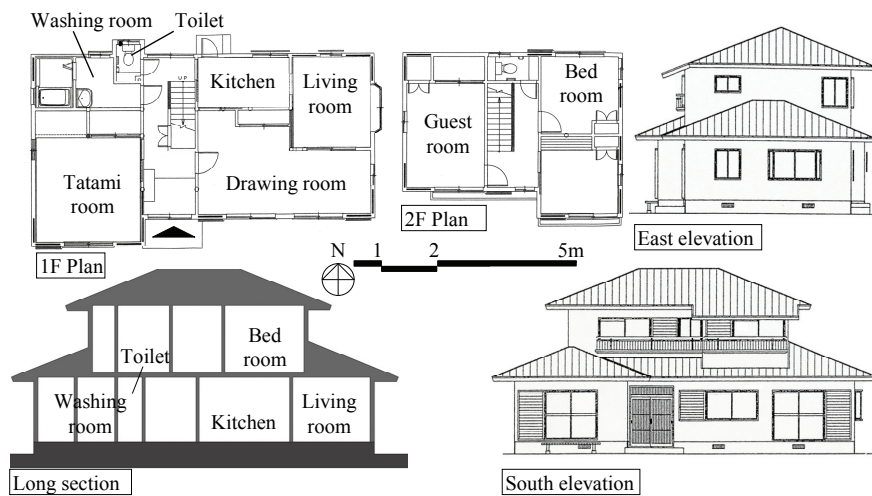 Washing room
Toilet
Kitchen
Living
room
UP
Tatami
room
Drawing room
1F Plan
Bed
room
Guest
room
2F Plan
East elevation
N
1
2
5m
Toilet
Bed
room
Washing
room
Kitchen
Living
room
Long section
South elevation